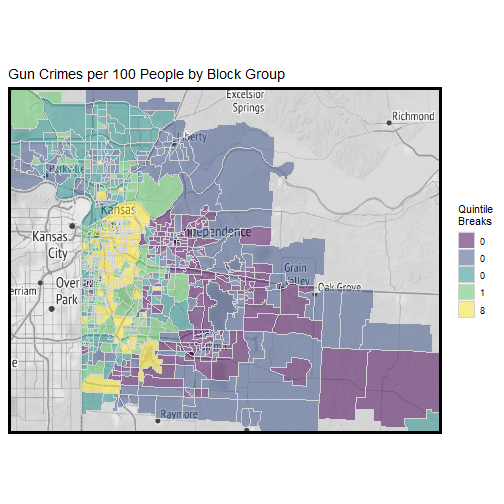 Gun Crimes per 100 People by Block Group
Excelsior
Springs
Richmond
Liberty
Parkville
Kansas
Kansas
City
Independence
Quintile
Breaks
0
0
0
1
8
Grain
Valley
Oak Grove
Over
Park
erriam
e
Raymore